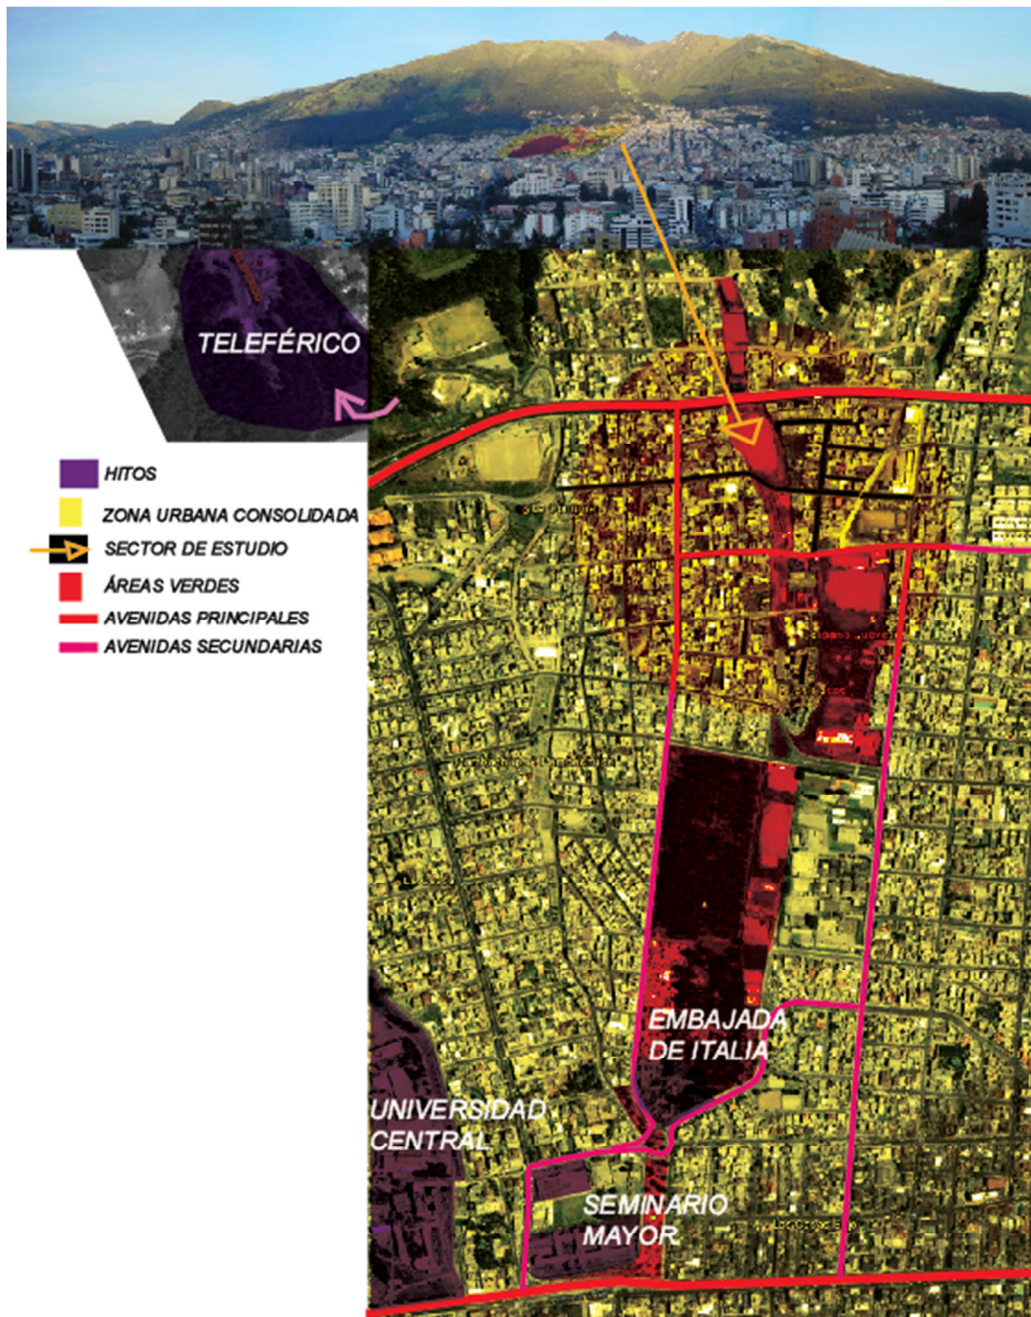 TELEFÉRICO
HITOS
ZONA URBANA CONSOLIDADA
SECTOR DE ESTUDIO
ÁREAS VERDES
AVENIDAS PRINCIPALES
AVENIDAS SECUNDARIAS
EMBAJADA
DE ITALIA
UNIVERSIDAD
CENTRAL
SEMINARIO
MAYOR